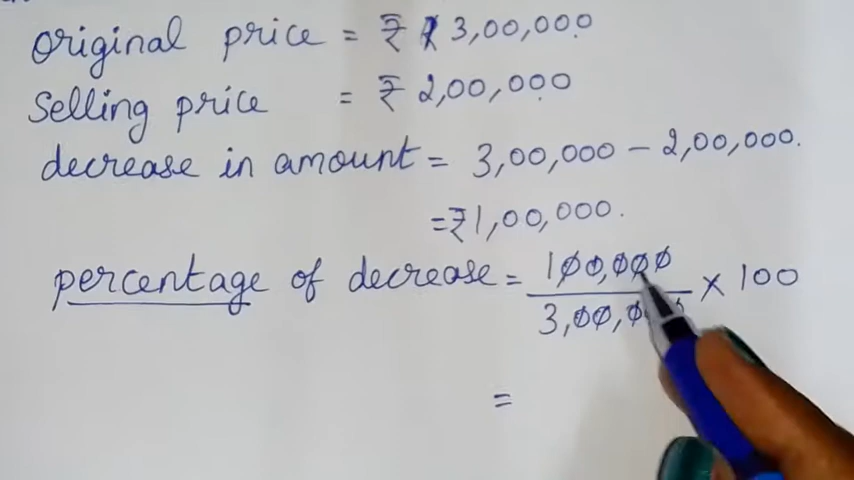 Original price = ₹ 3,00,000
Selling price = ₹ 2,00,000
decrease in amount = 3,00,000 - 2,00,000.
= ₹ 1,00,000.
percentage of decrease = 100,000 / 3,00,000 × 100
=